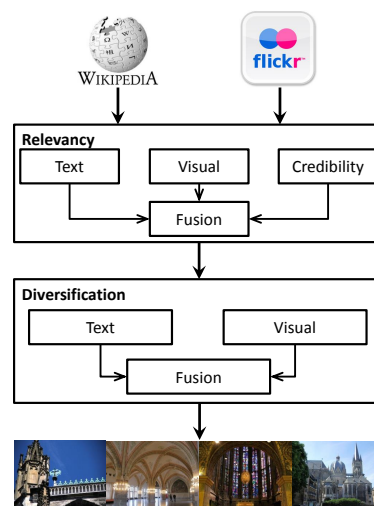 WIKIPEDIA
flickr
Relevancy
Text Visual Credibility
Fusion
Diversification
Text Visual
Fusion